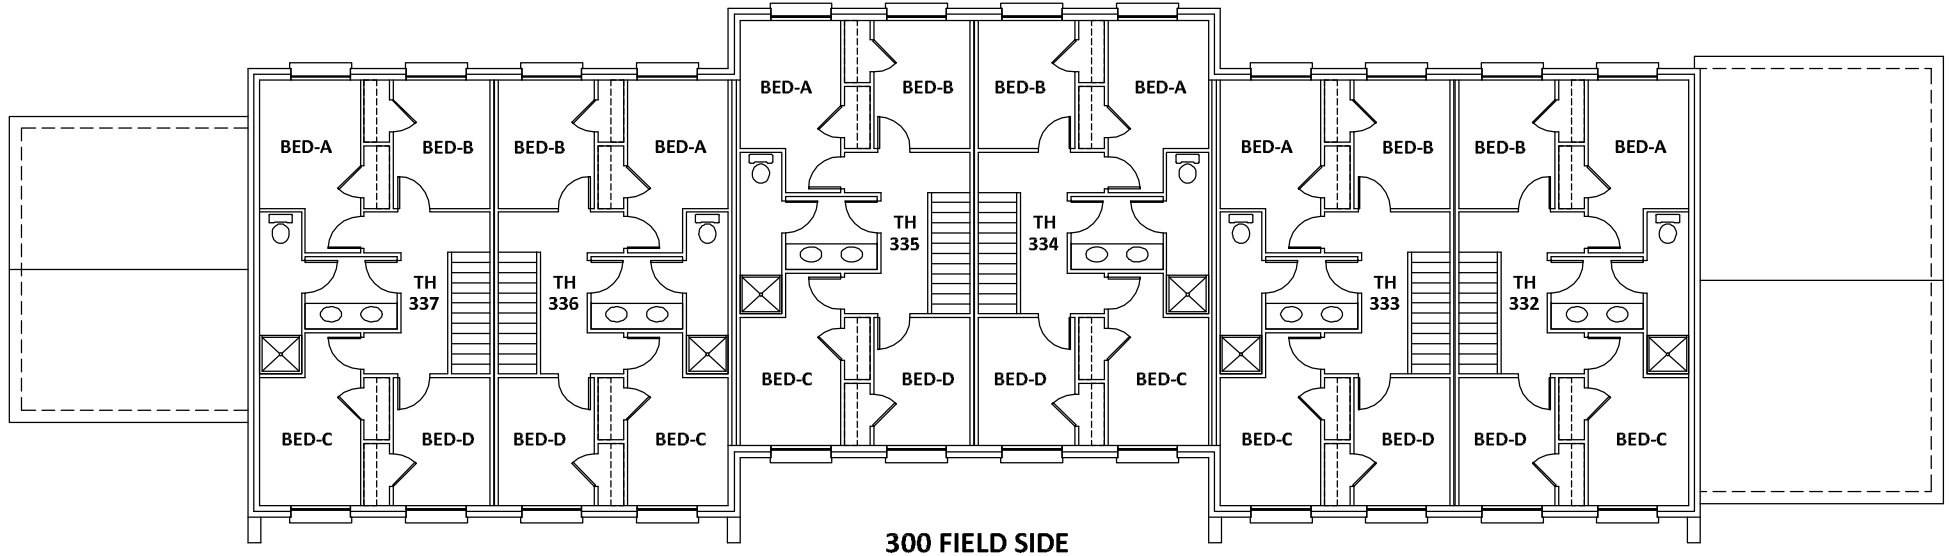 BED-A
BED-B
BED-B
BED-A
BED-A
BED-B
BED-B
BED-A
BED-A
BED-B
BED-B
BED-A
TH
337
TH
336
TH
335
TH
334
TH
333
TH
332
BED-C
BED-D
BED-D
BED-C
BED-C
BED-D
BED-D
BED-C
BED-C
BED-D
BED-D
BED-C
300 FIELD SIDE